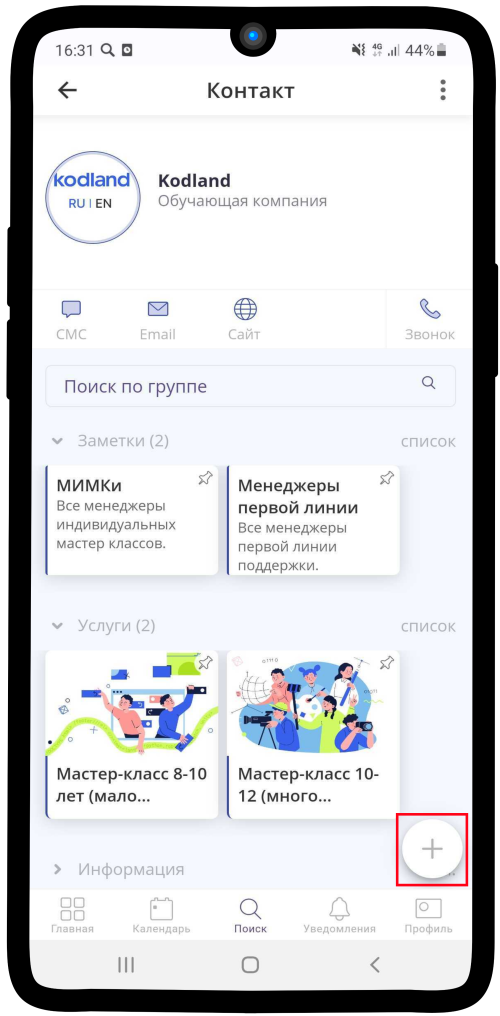 16:31
4G
44%
Контакт
kodland
RU | EN
Kodland
Обучающая компания
СМС
Email
Сайт
Звонок
Поиск по группе
Заметки (2)
список
МИМКи
Все менеджеры
индивидуальных
мастер классов.
Менеджеры
первой линии
Все менеджеры
первой линии
поддержки.
Услуги (2)
список
Мастер-класс 8-10
лет (мало...
Мастер-класс 10-
12 (много...
Информация
Главная
Календарь
Поиск
Уведомления
Профиль